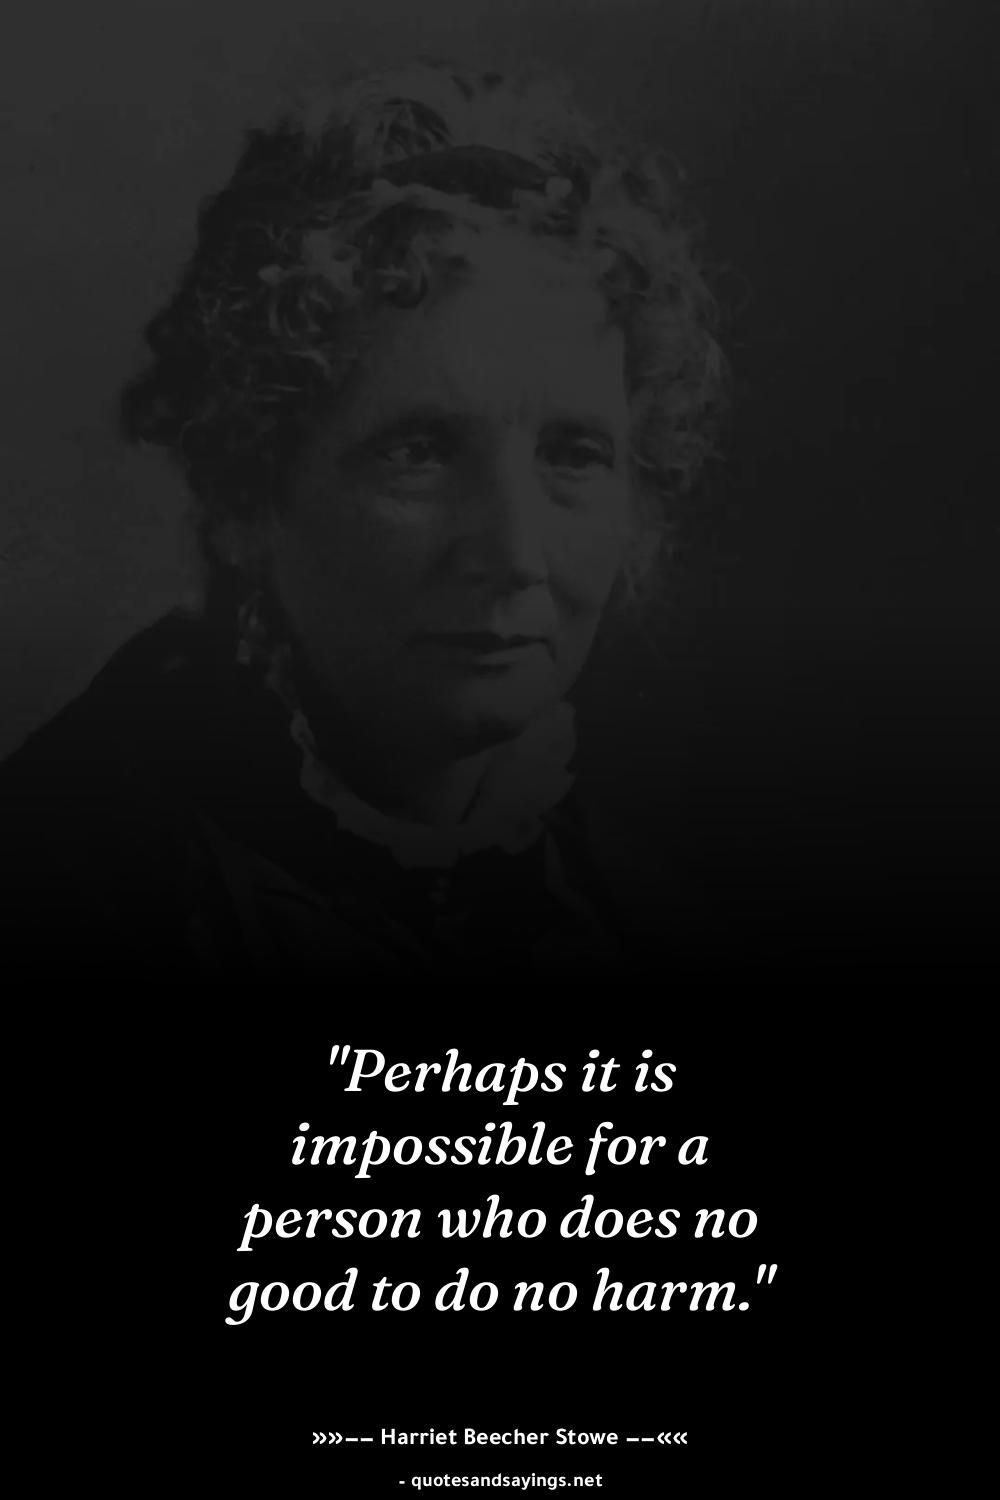 "Perhaps it is
impossible for a
person who does no
good to do no harm."
»»–– Harriet Beecher Stowe ––««
- quotesandsayings.net